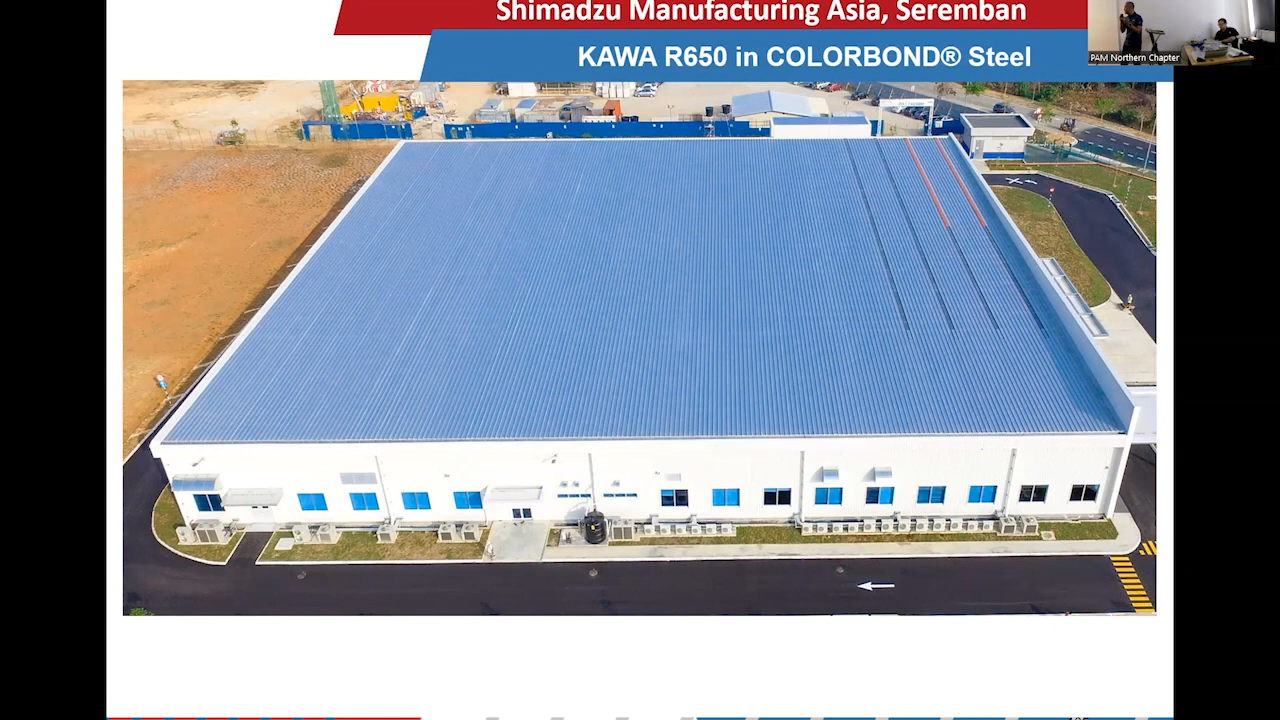 Shimadzu Manufacturing Asia, Seremban
KAWA R650 in COLORBOND® Steel
PAM Northern Chapter